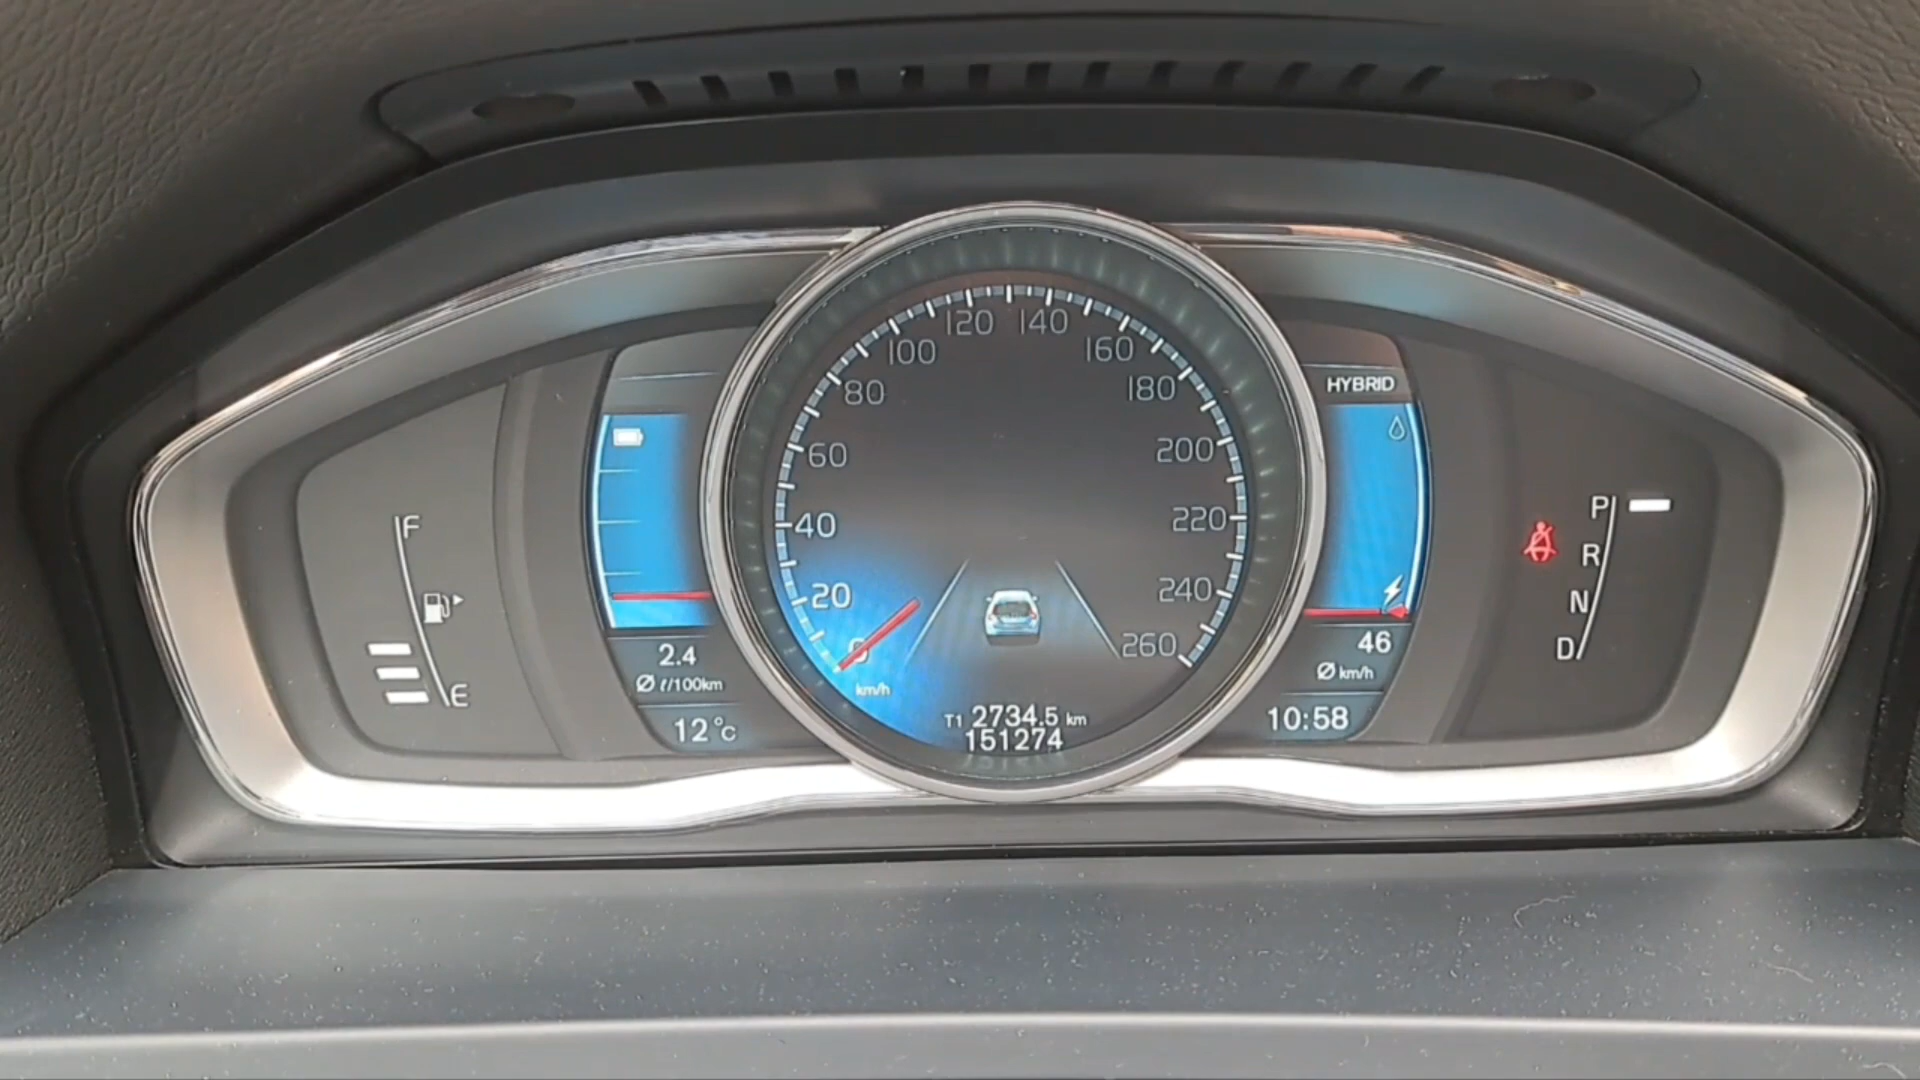 120 140
100 160
80 180
60 200
40 220
20 240
0 260
km/h
T1 2734.5 km
151274
F
E
2.4
Ø ℓ/100km
12°C
HYBRID
46
Ø km/h
10:58
P
R
N
D